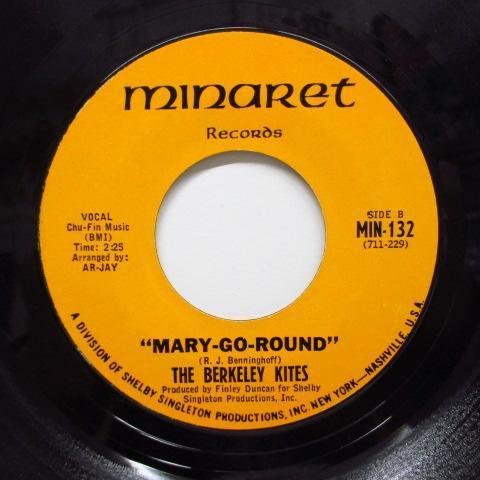 minaret
Records
VOCAL
Chu-Fin Music
(BMI)
Time: 2:25
Arranged by:
AR-JAY
SIDE B
MIN-132
(711-229)
"MARY-GO-ROUND"
(R. J. Benninghoff)
THE BERKELEY KITES
Produced by Finley Duncan for Shelby
Singleton Productions, Inc.
A DIVISION OF SHELBY SINGLETON PRODUCTIONS, INC. NEW YORK—NASHVILLE, U.S.A.